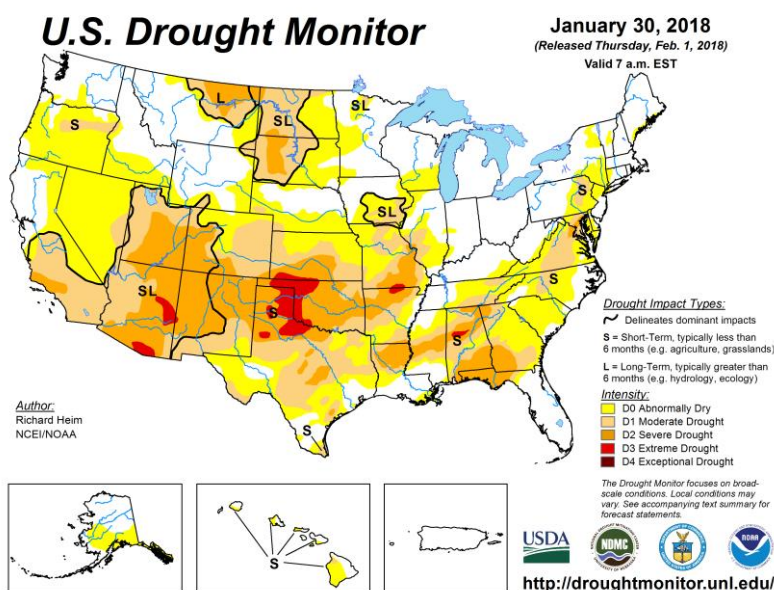 U.S. Drought Monitor
January 30, 2018
(Released Thursday, Feb. 1, 2018)
Valid 7 a.m. EST
L
SL
SL
S
SL
S
SL
S
S
S
S
Drought Impact Types:
Delineates dominant impacts
S = Short-Term, typically less than
6 months (e.g. agriculture, grasslands)
L = Long-Term, typically greater than
6 months (e.g. hydrology, ecology)
Intensity:
D0 Abnormally Dry
D1 Moderate Drought
D2 Severe Drought
D3 Extreme Drought
D4 Exceptional Drought
Author:
Richard Heim
NCEI/NOAA
The Drought Monitor focuses on broad-
scale conditions. Local conditions may
vary. See accompanying text summary for
forecast statements.
S
USDA
NDMC
NOAA
http://droughtmonitor.unl.edu/